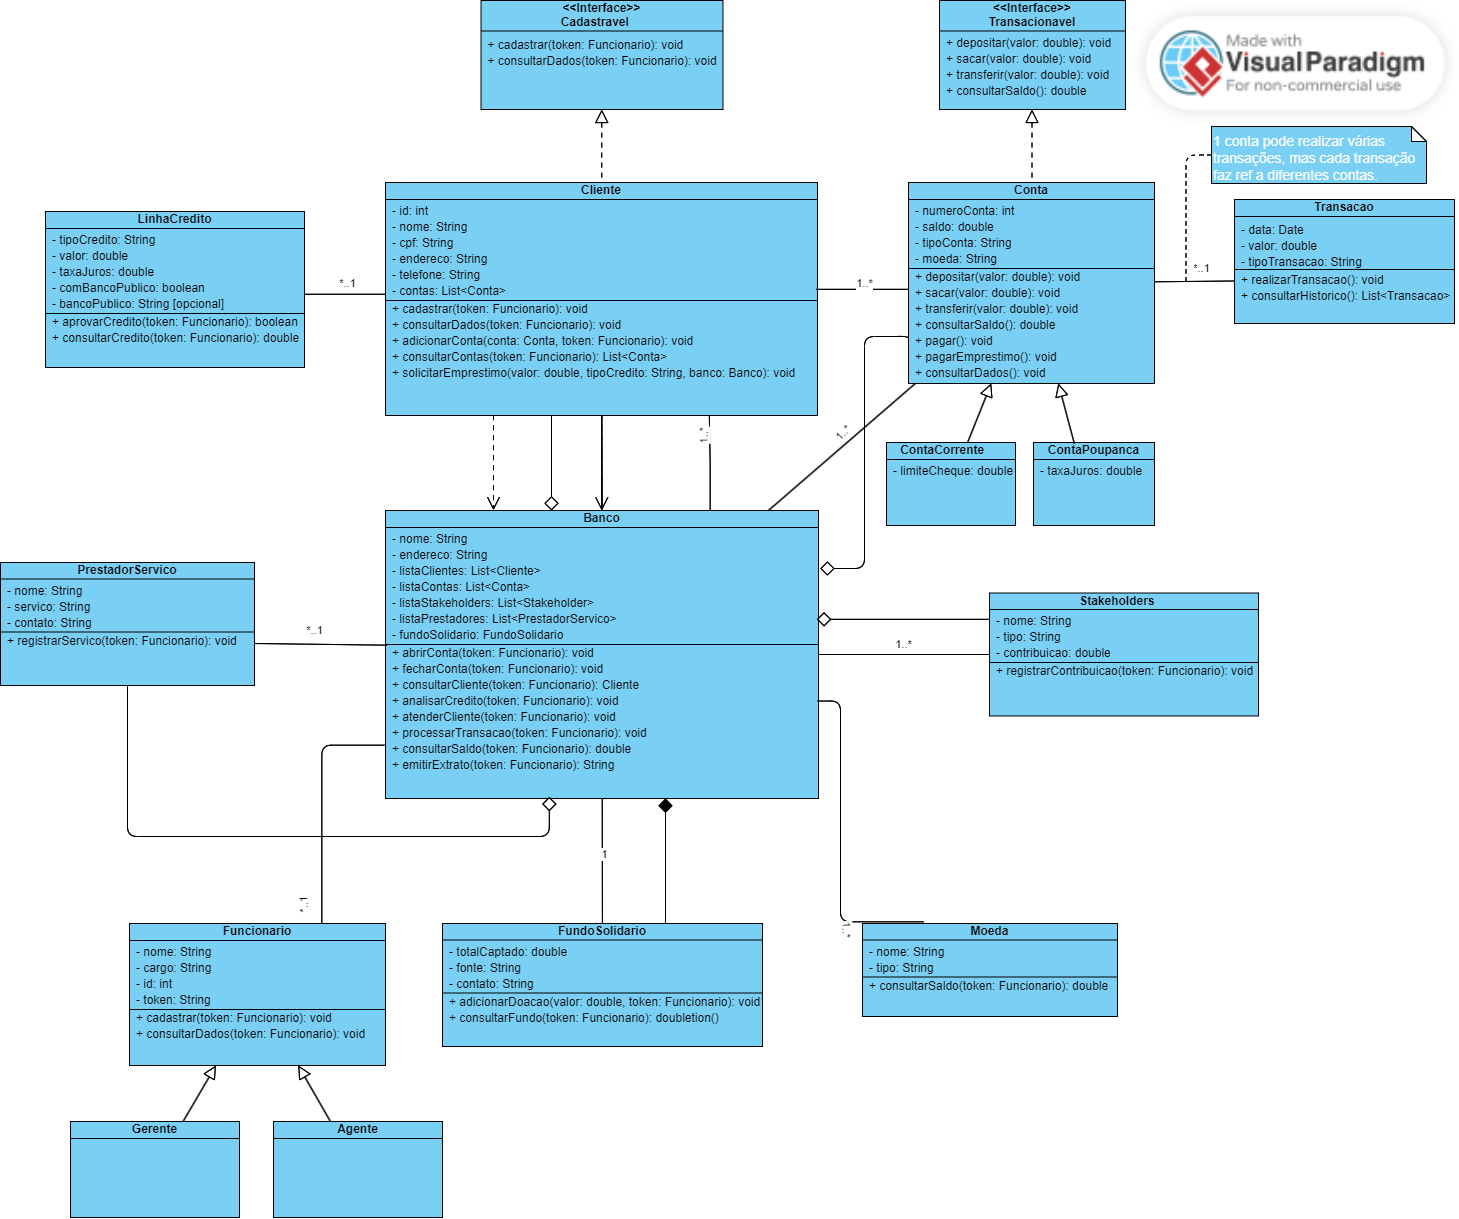 <<Interface>>
Cadastravel
+ cadastrar(token: Funcionario): void
+ consultarDados(token: Funcionario): void
<<Interface>>
Transacionavel
+ depositar(valor: double): void
+ sacar(valor: double): void
+ transferir(valor: double): void
+ consultarSaldo(): double
Made with
VisualParadigm
For non-commercial use
1 conta pode realizar várias
transações, mas cada transação
faz ref a diferentes contas.
LinhaCredito
- tipoCredito: String
- valor: double
- taxaJuros: double
- comBancoPublico: boolean
- bancoPublico: String [opcional]
+ aprovarCredito(token: Funcionario): boolean
+ consultarCredito(token: Funcionario): double
*..1
Cliente
- id: int
- nome: String
- cpf: String
- endereco: String
- telefone: String
- contas: List<Conta>
+ cadastrar(token: Funcionario): void
+ consultarDados(token: Funcionario): void
+ adicionarConta(conta: Conta, token: Funcionario): void
+ consultarContas(token: Funcionario): List<Conta>
+ solicitarEmprestimo(valor: double, tipoCredito: String, banco: Banco): void
1..*
Conta
- numeroConta: int
- saldo: double
- tipoConta: String
- moeda: String
+ depositar(valor: double): void
+ sacar(valor: double): void
+ transferir(valor: double): void
+ consultarSaldo(): double
+ pagar(): void
+ pagarEmprestimo(): void
+ consultarDados(): void
*..1
Transacao
- data: Date
- valor: double
- tipoTransacao: String
+ realizarTransacao(): void
+ consultarHistorico(): List<Transacao>
1..*
1..*
ContaCorrente
- limiteCheque: double
ContaPoupanca
- taxaJuros: double
Banco
- nome: String
- endereco: String
- listaClientes: List<Cliente>
- listaContas: List<Conta>
- listaStakeholders: List<Stakeholder>
- listaPrestadores: List<PrestadorServico>
- fundoSolidario: FundoSolidario
+ abrirConta(token: Funcionario): void
+ fecharConta(token: Funcionario): void
+ consultarCliente(token: Funcionario): Cliente
+ analisarCredito(token: Funcionario): void
+ atenderCliente(token: Funcionario): void
+ processarTransacao(token: Funcionario): void
+ consultarSaldo(token: Funcionario): double
+ emitirExtrato(token: Funcionario): String
PrestadorServico
- nome: String
- servico: String
- contato: String
+ registrarServico(token: Funcionario): void
*..1
Stakeholders
- nome: String
- tipo: String
- contribuicao: double
+ registrarContribuicao(token: Funcionario): void
1..*
1
*..1
1..*
Funcionario
- nome: String
- cargo: String
- id: int
- token: String
+ cadastrar(token: Funcionario): void
+ consultarDados(token: Funcionario): void
FundoSolidario
- totalCaptado: double
- fonte: String
- contato: String
+ adicionarDoacao(valor: double, token: Funcionario): void
+ consultarFundo(token: Funcionario): doubletion()
Moeda
- nome: String
- tipo: String
+ consultarSaldo(token: Funcionario): double
Gerente
Agente